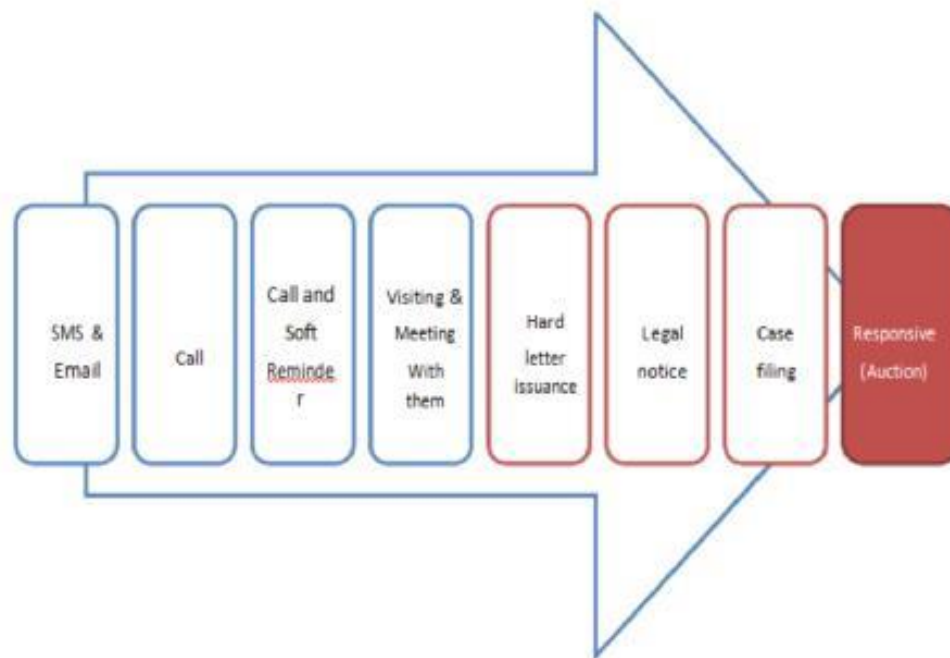 SMS &
Email
Call
Call and
Soft
Reminde
r
Visiting &
Meeting
With
them
Hard
letter
issuance
Legal
notice
Case
filing
Responsive
(Auction)